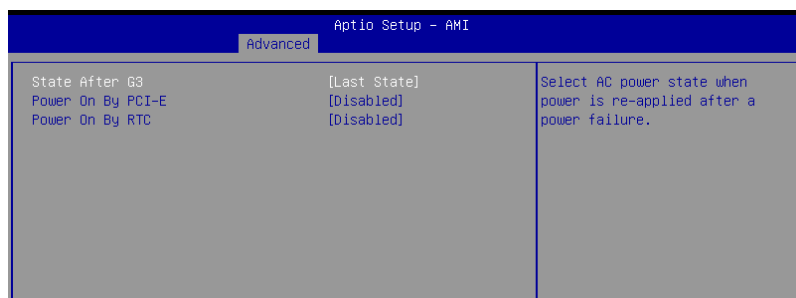 Aptio Setup – AMI
Advanced
State After G3 [Last State]
Power On By PCI-E [Disabled]
Power On By RTC [Disabled]
Select AC power state when
power is re-applied after a
power failure.